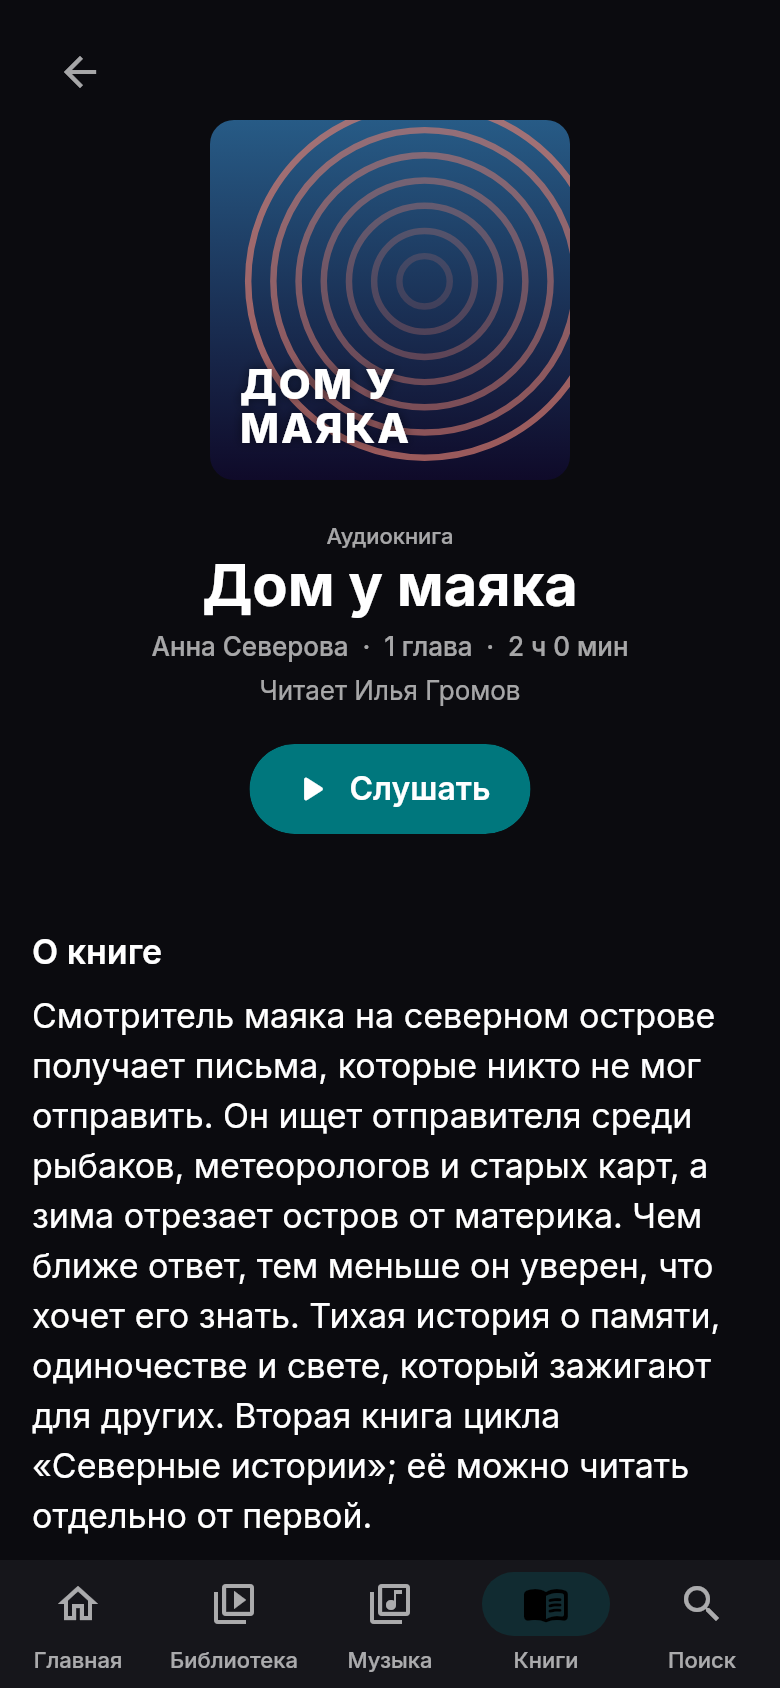 ДОМ У
МАЯКА
Аудиокнига
Дом у маяка
Анна Северова · 1 глава · 2 ч 0 мин
Читает Илья Громов
Слушать
О книге
Смотритель маяка на северном острове
получает письма, которые никто не мог
отправить. Он ищет отправителя среди
рыбаков, метеорологов и старых карт, а
зима отрезает остров от материка. Чем
ближе ответ, тем меньше он уверен, что
хочет его знать. Тихая история о памяти,
одиночестве и свете, который зажигают
для других. Вторая книга цикла
«Северные истории»; её можно читать
отдельно от первой.
Главная Библиотека Музыка Книги Поиск